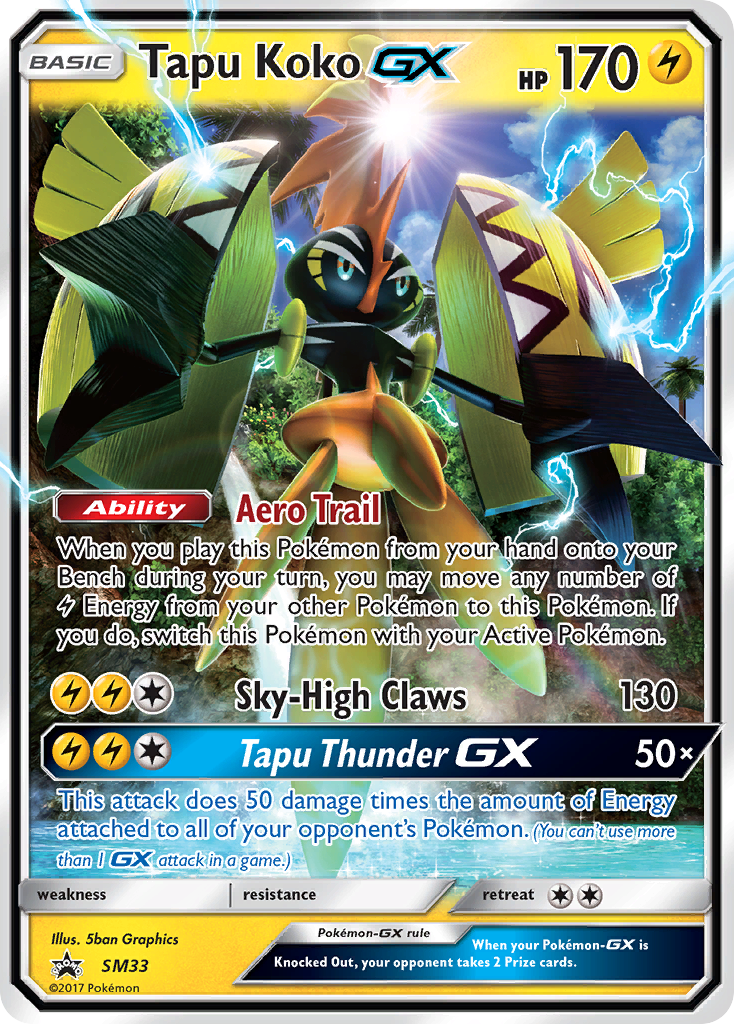 BASIC Tapu Koko GX HP 170
Ability Aero Trail
When you play this Pokémon from your hand onto your
Bench during your turn, you may move any number of
Energy from your other Pokémon to this Pokémon. If
you do, switch this Pokémon with your Active Pokémon.
Sky-High Claws 130
Tapu Thunder GX 50×
This attack does 50 damage times the amount of Energy
attached to all of your opponent's Pokémon. (You can't use more
than 1 GX attack in a game.)
weakness resistance retreat
Illus. 5ban Graphics
PROMO SM33
©2017 Pokémon
Pokémon-GX rule
When your Pokémon-GX is
Knocked Out, your opponent takes 2 Prize cards.